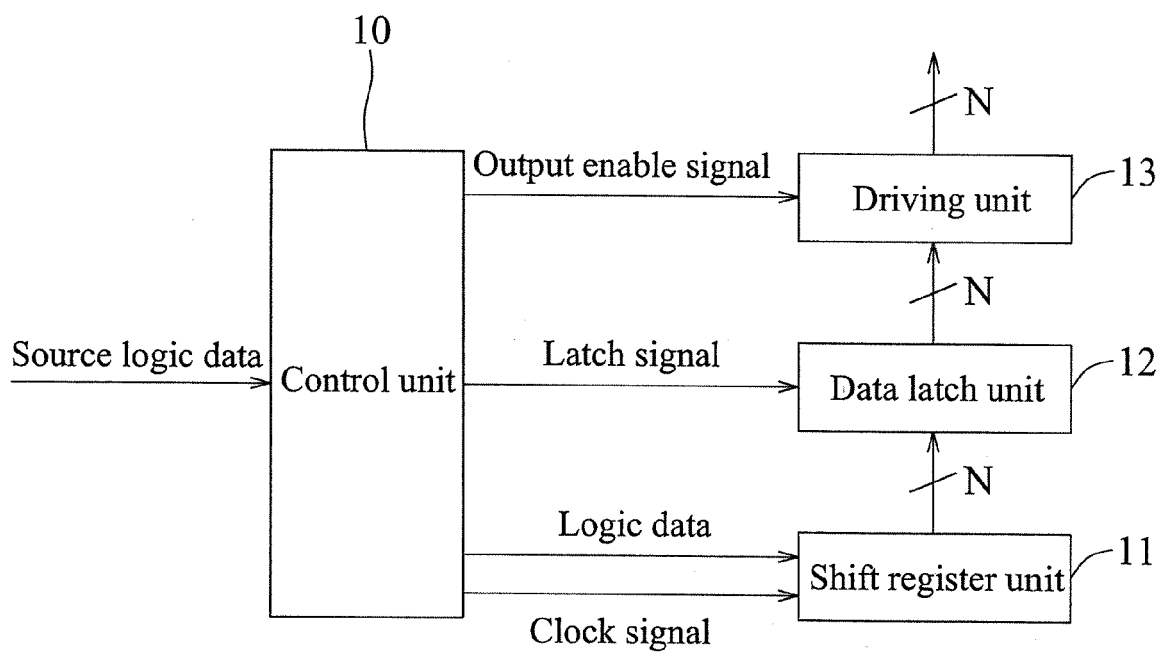 10
N
Output enable signal
Driving unit
13
N
Source logic data
Control unit
Latch signal
Data latch unit
12
N
Logic data
Shift register unit
11
Clock signal